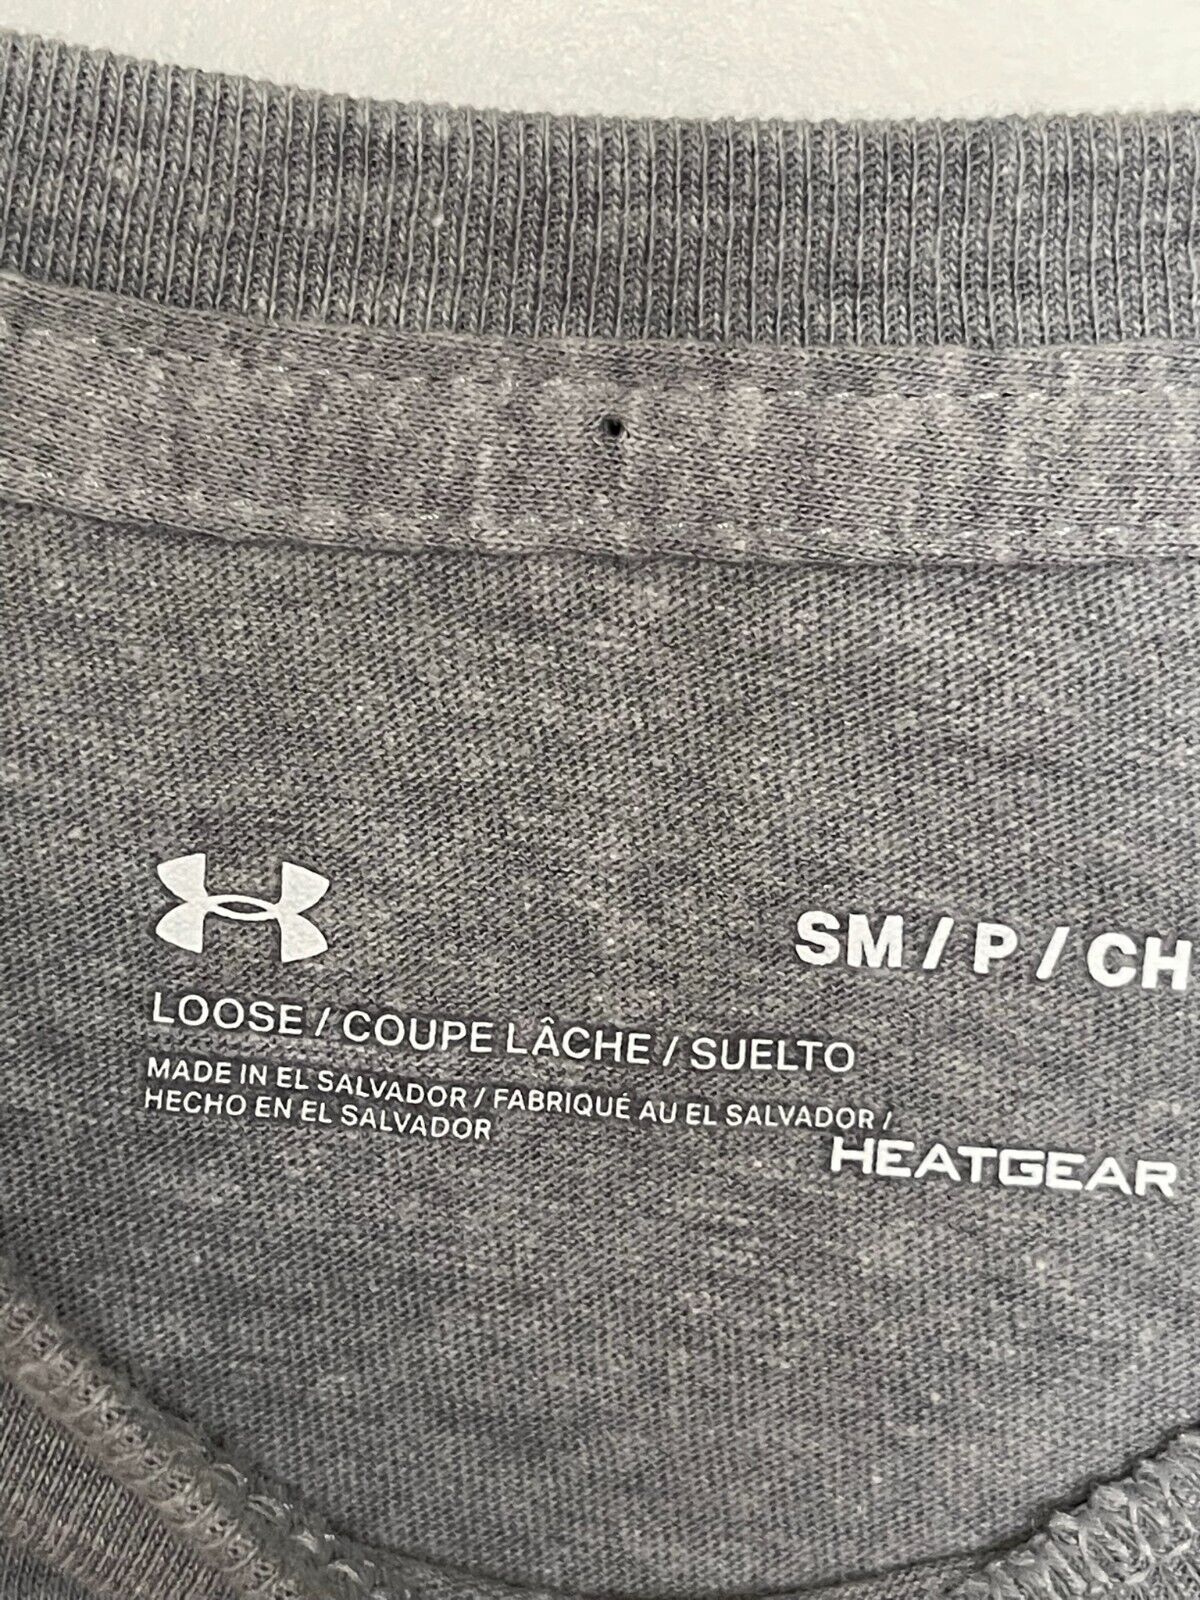 SM / P / CH
LOOSE / COUPE LÂCHE / SUELTO
MADE IN EL SALVADOR / FABRIQUÉ AU EL SALVADOR /
HECHO EN EL SALVADOR
HEATGEAR